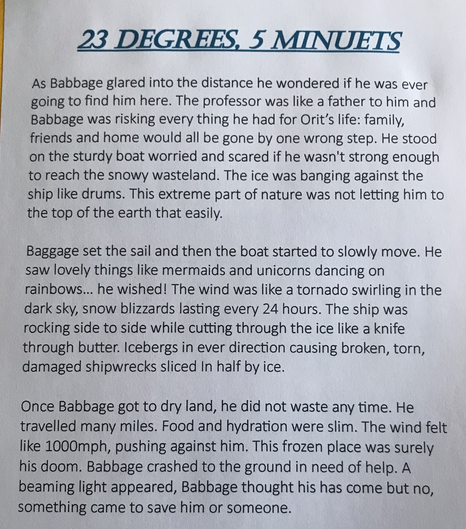 23 DEGREES, 5 MINUETS
As Babbage glared into the distance he wondered if he was ever
going to find him here. The professor was like a father to him and
Babbage was risking every thing he had for Orit's life: family,
friends and home would all be gone by one wrong step. He stood
on the sturdy boat worried and scared if he wasn't strong enough
to reach the snowy wasteland. The ice was banging against the
ship like drums. This extreme part of nature was not letting him to
the top of the earth that easily.
Baggage set the sail and then the boat started to slowly move. He
saw lovely things like mermaids and unicorns dancing on
rainbows... he wished! The wind was like a tornado swirling in the
dark sky, snow blizzards lasting every 24 hours. The ship was
rocking side to side while cutting through the ice like a knife
through butter. Icebergs in ever direction causing broken, torn,
damaged shipwrecks sliced In half by ice.
Once Babbage got to dry land, he did not waste any time. He
travelled many miles. Food and hydration were slim. The wind felt
like 1000mph, pushing against him. This frozen place was surely
his doom. Babbage crashed to the ground in need of help. A
beaming light appeared, Babbage thought his has come but no,
something came to save him or someone.